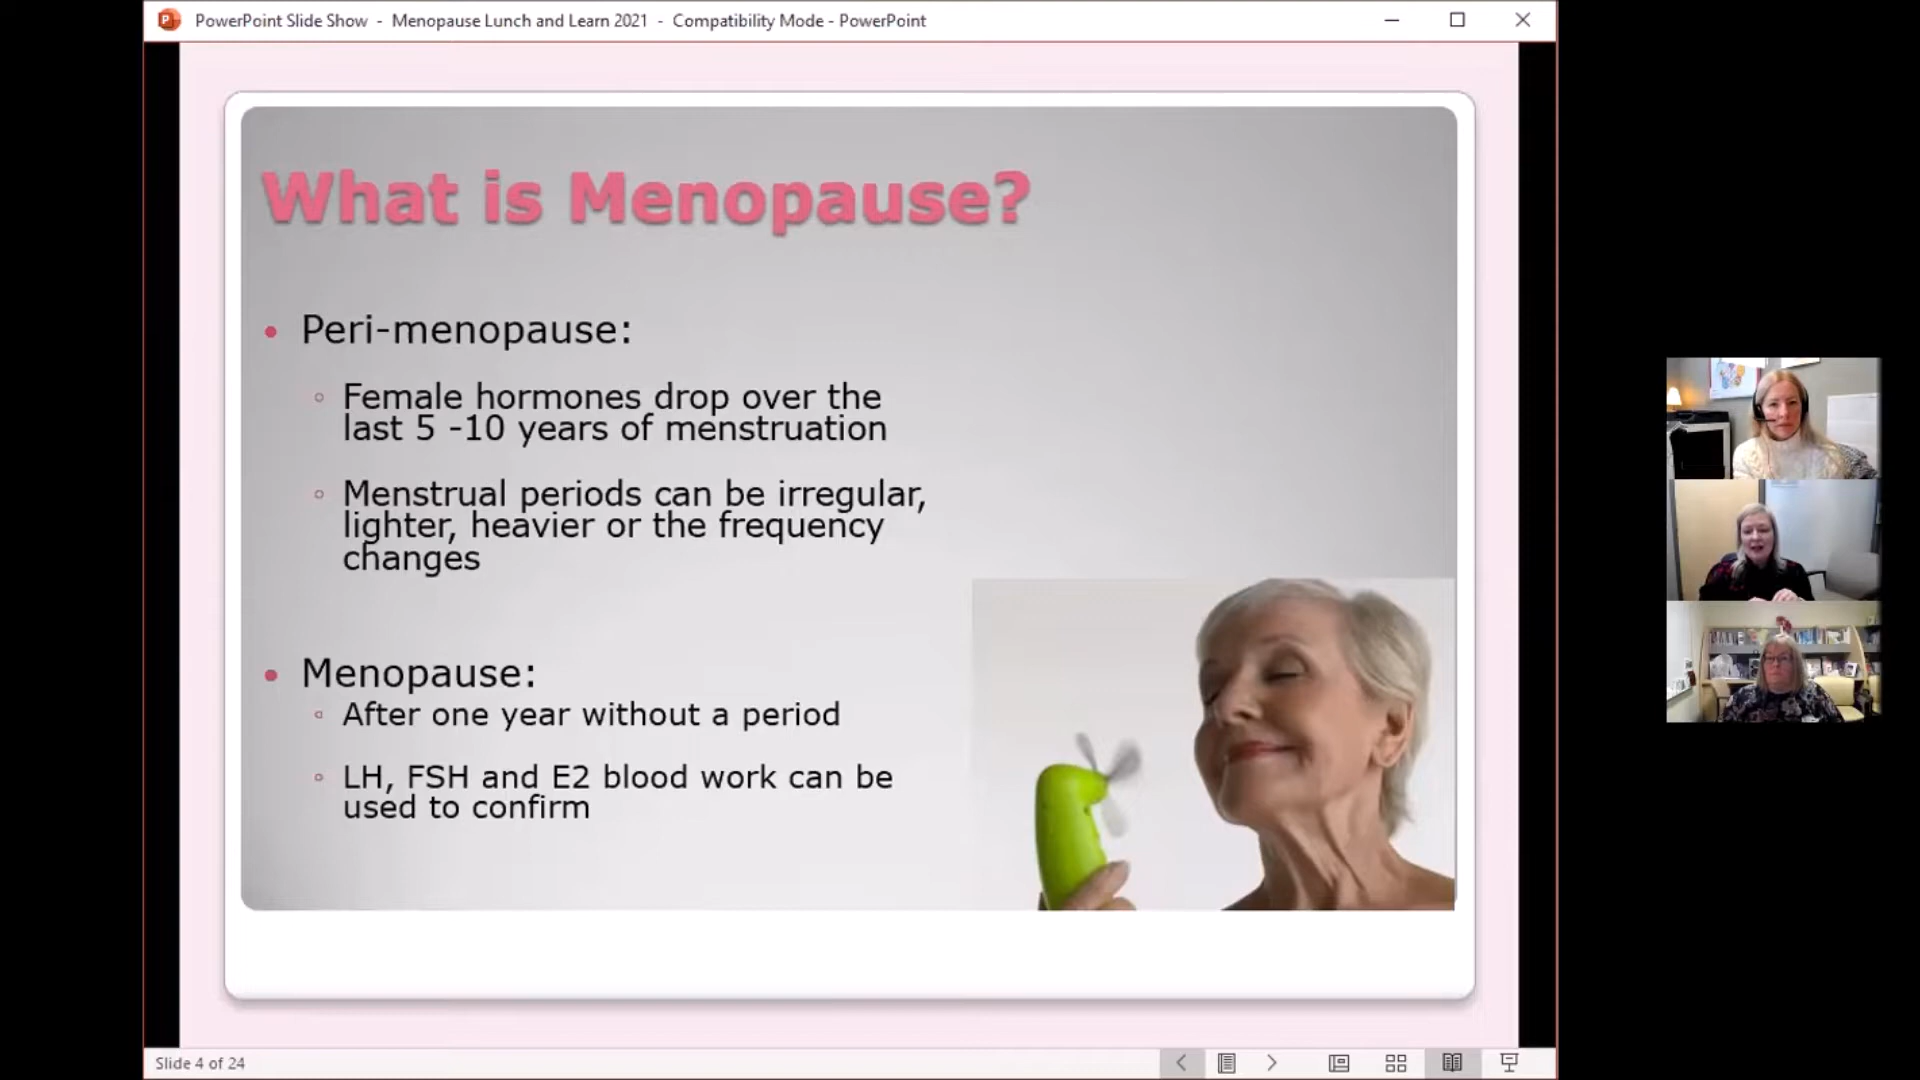 PowerPoint Slide Show - Menopause Lunch and Learn 2021 - Compatibility Mode - PowerPoint
What is Menopause?
Peri-menopause:
Female hormones drop over the
last 5 -10 years of menstruation
Menstrual periods can be irregular,
lighter, heavier or the frequency
changes
Menopause:
After one year without a period
LH, FSH and E2 blood work can be
used to confirm
Slide 4 of 24